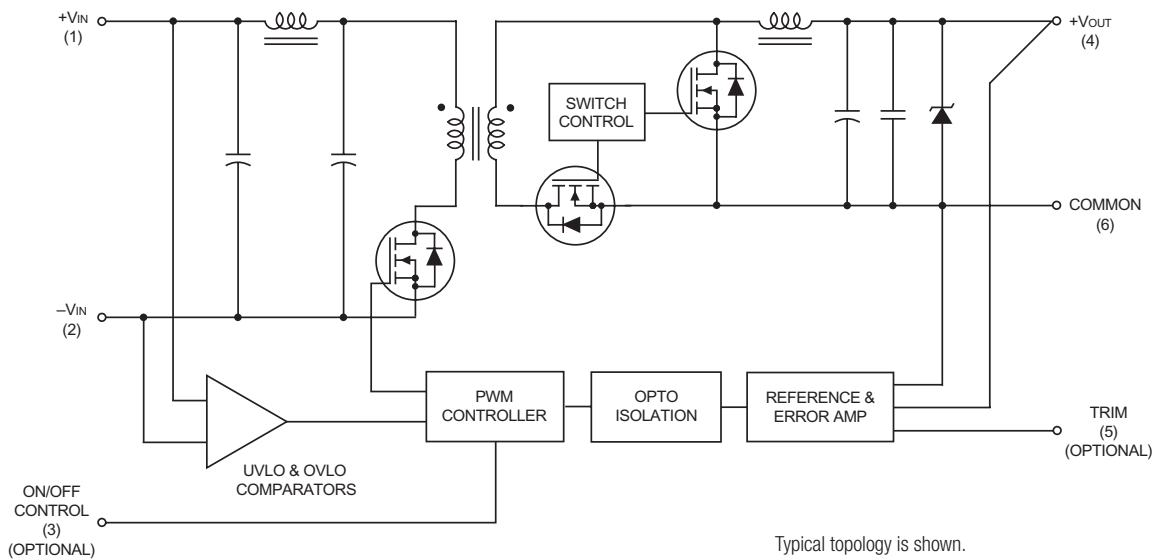 +VIN
(1)
+VOUT
(4)
SWITCH
CONTROL
COMMON
(6)
–VIN
(2)
PWM
CONTROLLER
OPTO
ISOLATION
REFERENCE &
ERROR AMP
TRIM
(5)
(OPTIONAL)
UVLO & OVLO
COMPARATORS
ON/OFF
CONTROL
(3)
(OPTIONAL)
Typical topology is shown.